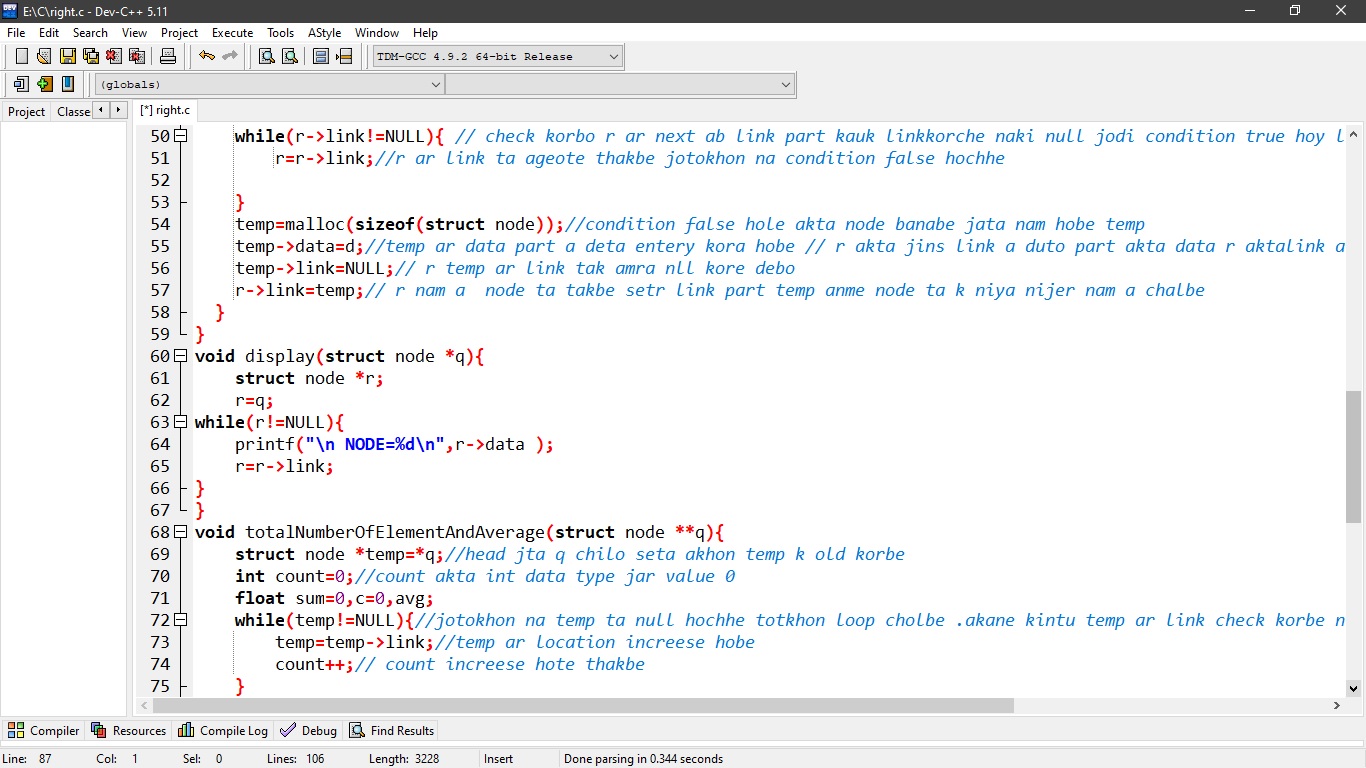 E:\C\right.c - Dev-C++ 5.11
File Edit Search View Project Execute Tools AStyle Window Help
TDM-GCC 4.9.2 64-bit Release
(globals)
Project Classe [*] right.c
50 while(r->link!=NULL){ // check korbo r ar next ab link part kauk linkkorche naki null jodi condition true hoy l
51 r=r->link;//r ar link ta ageote thakbe jotokhon na condition false hochhe
52
53 }
54 temp=malloc(sizeof(struct node));//condition false hole akta node banabe jata nam hobe temp
55 temp->data=d;//temp ar data part a deta entery kora hobe // r akta jins link a duto part akta data r aktalink a
56 temp->link=NULL;// r temp ar link tak amra nll kore debo
57 r->link=temp;// r nam a  node ta takbe setr link part temp anme node ta k niya nijer nam a chalbe
58 }
59 }
60 void display(struct node *q){
61 struct node *r;
62 r=q;
63 while(r!=NULL){
64 printf("\n NODE=%d\n",r->data );
65 r=r->link;
66 }
67 }
68 void totalNumberOfElementAndAverage(struct node **q){
69 struct node *temp=*q;//head jta q chilo seta akhon temp k old korbe
70 int count=0;//count akta int data type jar value 0
71 float sum=0,c=0,avg;
72 while(temp!=NULL){//jotokhon na temp ta null hochhe totkhon loop cholbe .akane kintu temp ar link check korbe n
73 temp=temp->link;//temp ar location increese hobe
74 count++;// count increese hote thakbe
75 }
Compiler Resources Compile Log Debug Find Results
Line: 87 Col: 1 Sel: 0 Lines: 106 Length: 3228 Insert Done parsing in 0.344 seconds